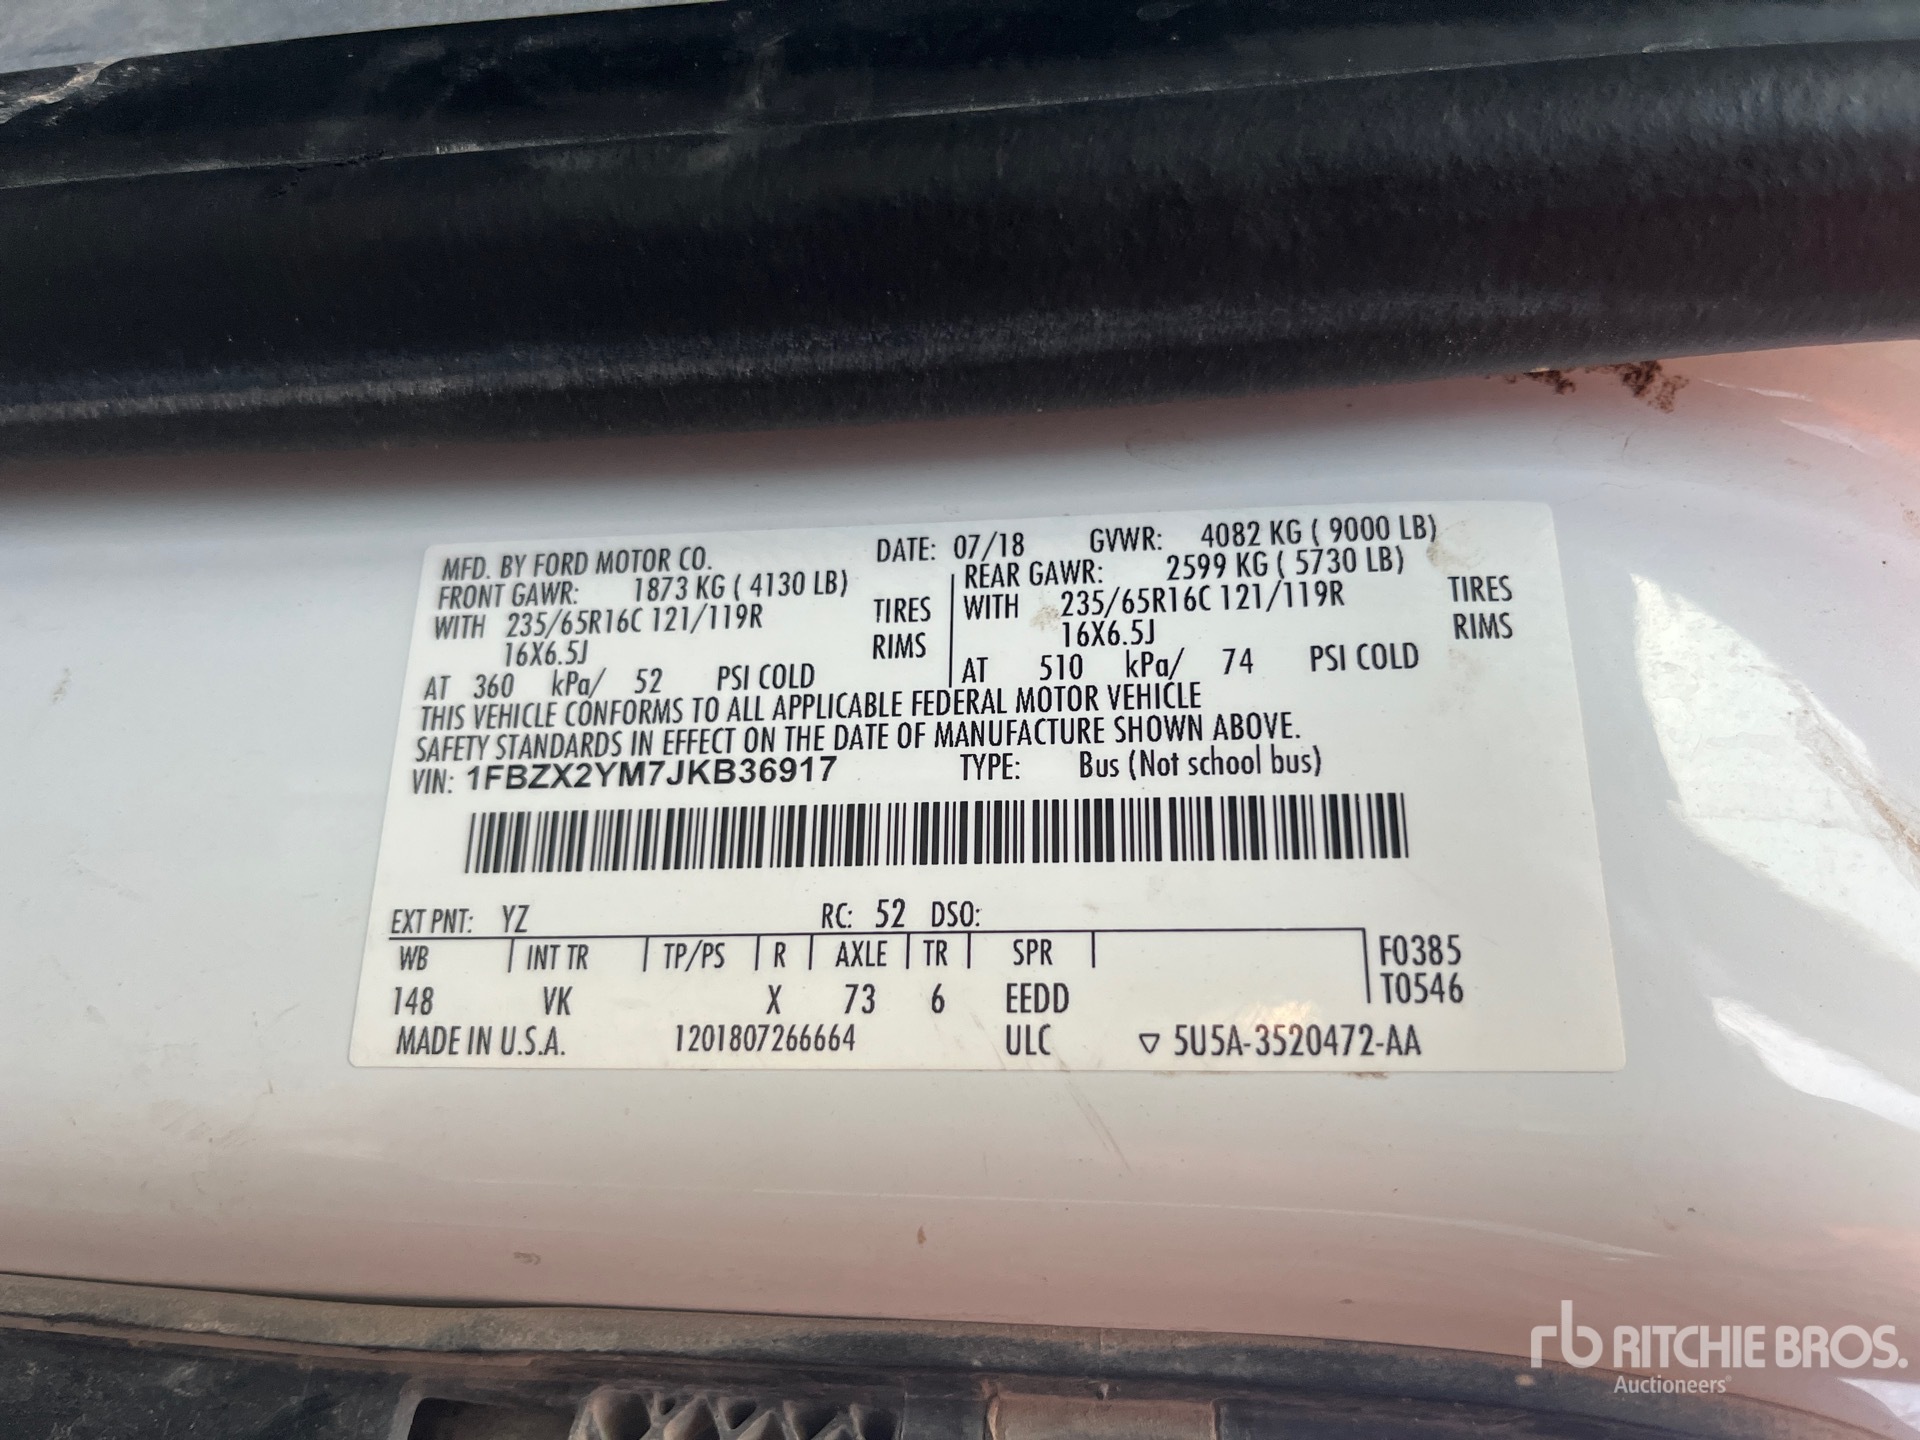 MFD. BY FORD MOTOR CO. DATE: 07/18 GVWR: 4082 KG ( 9000 LB)
FRONT GAWR: 1873 KG ( 4130 LB) REAR GAWR: 2599 KG ( 5730 LB)
WITH 235/65R16C 121/119R TIRES WITH 235/65R16C 121/119R TIRES
16X6.5J RIMS 16X6.5J RIMS
AT 360 kPa/ 52 PSI COLD AT 510 kPa/ 74 PSI COLD
THIS VEHICLE CONFORMS TO ALL APPLICABLE FEDERAL MOTOR VEHICLE
SAFETY STANDARDS IN EFFECT ON THE DATE OF MANUFACTURE SHOWN ABOVE.
VIN: 1FBZX2YM7JKB36917 TYPE: Bus (Not school bus)
EXT PNT: YZ RC: 52 DSO:
WB INT TR TP/PS R AXLE TR SPR F0385
148 VK X 73 6 EEDD T0546
MADE IN U.S.A. 1201807266664 ULC ▽ 5U5A-3520472-AA
rb RITCHIE BROS.
Auctioneers